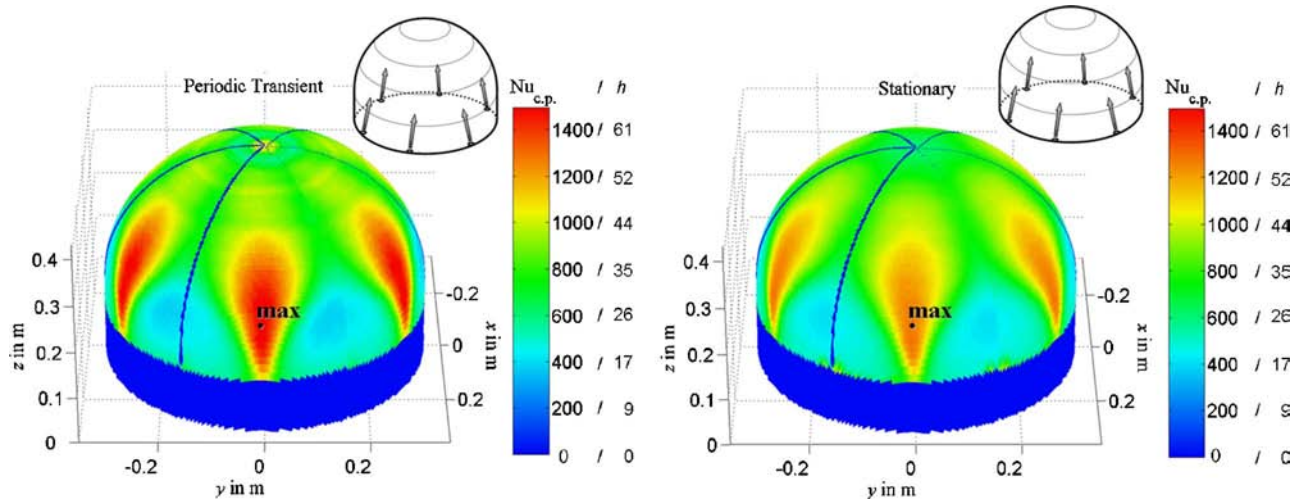 Periodic Transient
Nu c.p. / h
1400 / 61
1200 / 52
1000 / 44
800 / 35
600 / 26
400 / 17
200 / 9
0 / 0
max
0.4
0.3
0.2
0.1
0
z in m
-0.2
0
0.2
y in m
-0.2
0
0.2
x in m
Stationary
Nu c.p. / h
1400 / 61
1200 / 52
1000 / 44
800 / 35
600 / 26
400 / 17
200 / 9
0 / 0
max
0.4
0.3
0.2
0.1
0
z in m
-0.2
0
0.2
y in m
-0.2
0
0.2
x in m